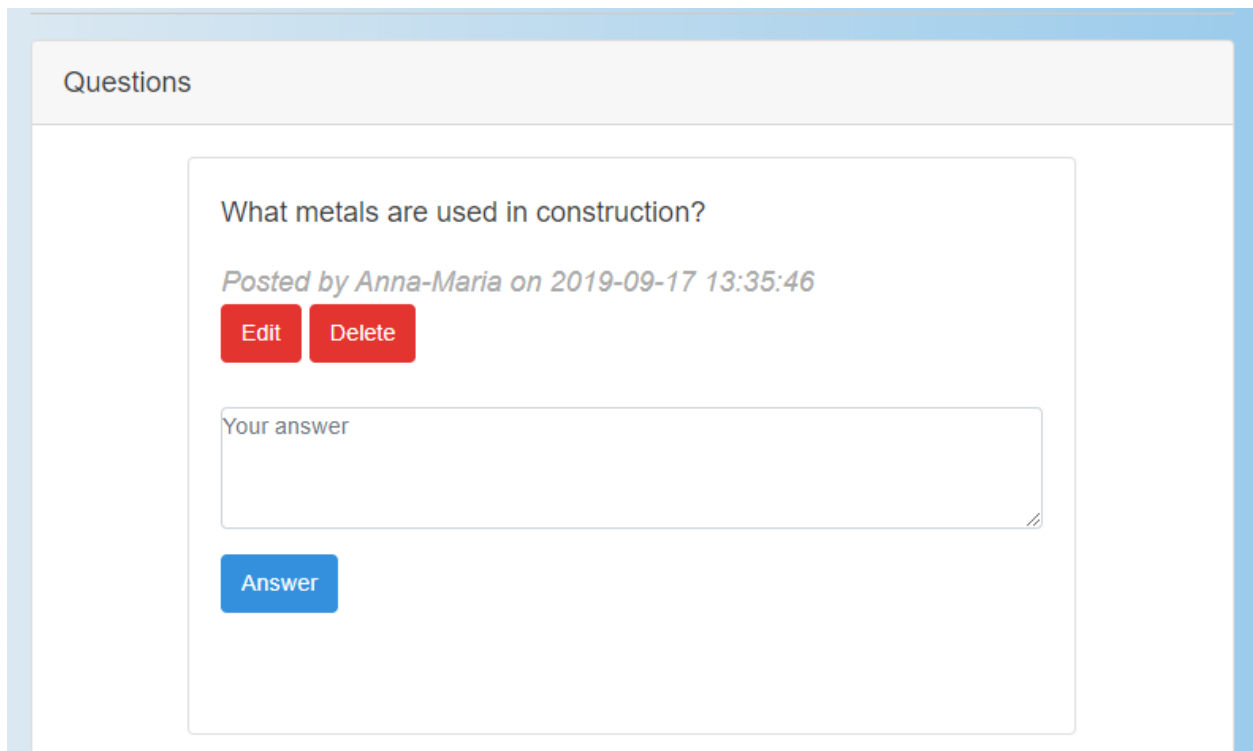 Questions
What metals are used in construction?
Posted by Anna-Maria on 2019-09-17 13:35:46
Edit Delete
Your answer
Answer